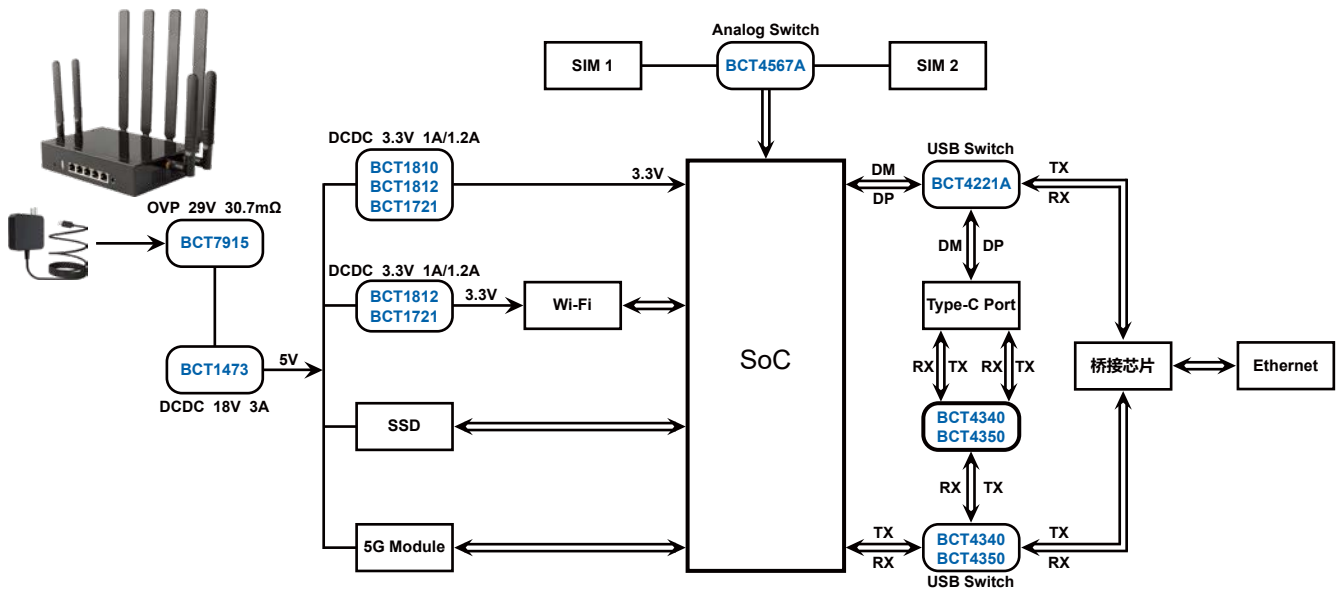 Analog Switch
SIM 1
BCT4567A
SIM 2
DCDC 3.3V 1A/1.2A
BCT1810
BCT1812
BCT1721
3.3V
OVP 29V 30.7mΩ
BCT7915
DCDC 3.3V 1A/1.2A
BCT1812
BCT1721
3.3V
Wi-Fi
BCT1473
5V
DCDC 18V 3A
SSD
5G Module
SoC
USB Switch
DM
DP
BCT4221A
TX
RX
DM DP
Type-C Port
RX TX
RX TX
桥接芯片
Ethernet
BCT4340
BCT4350
RX TX
TX
RX
BCT4340
BCT4350
TX
RX
USB Switch